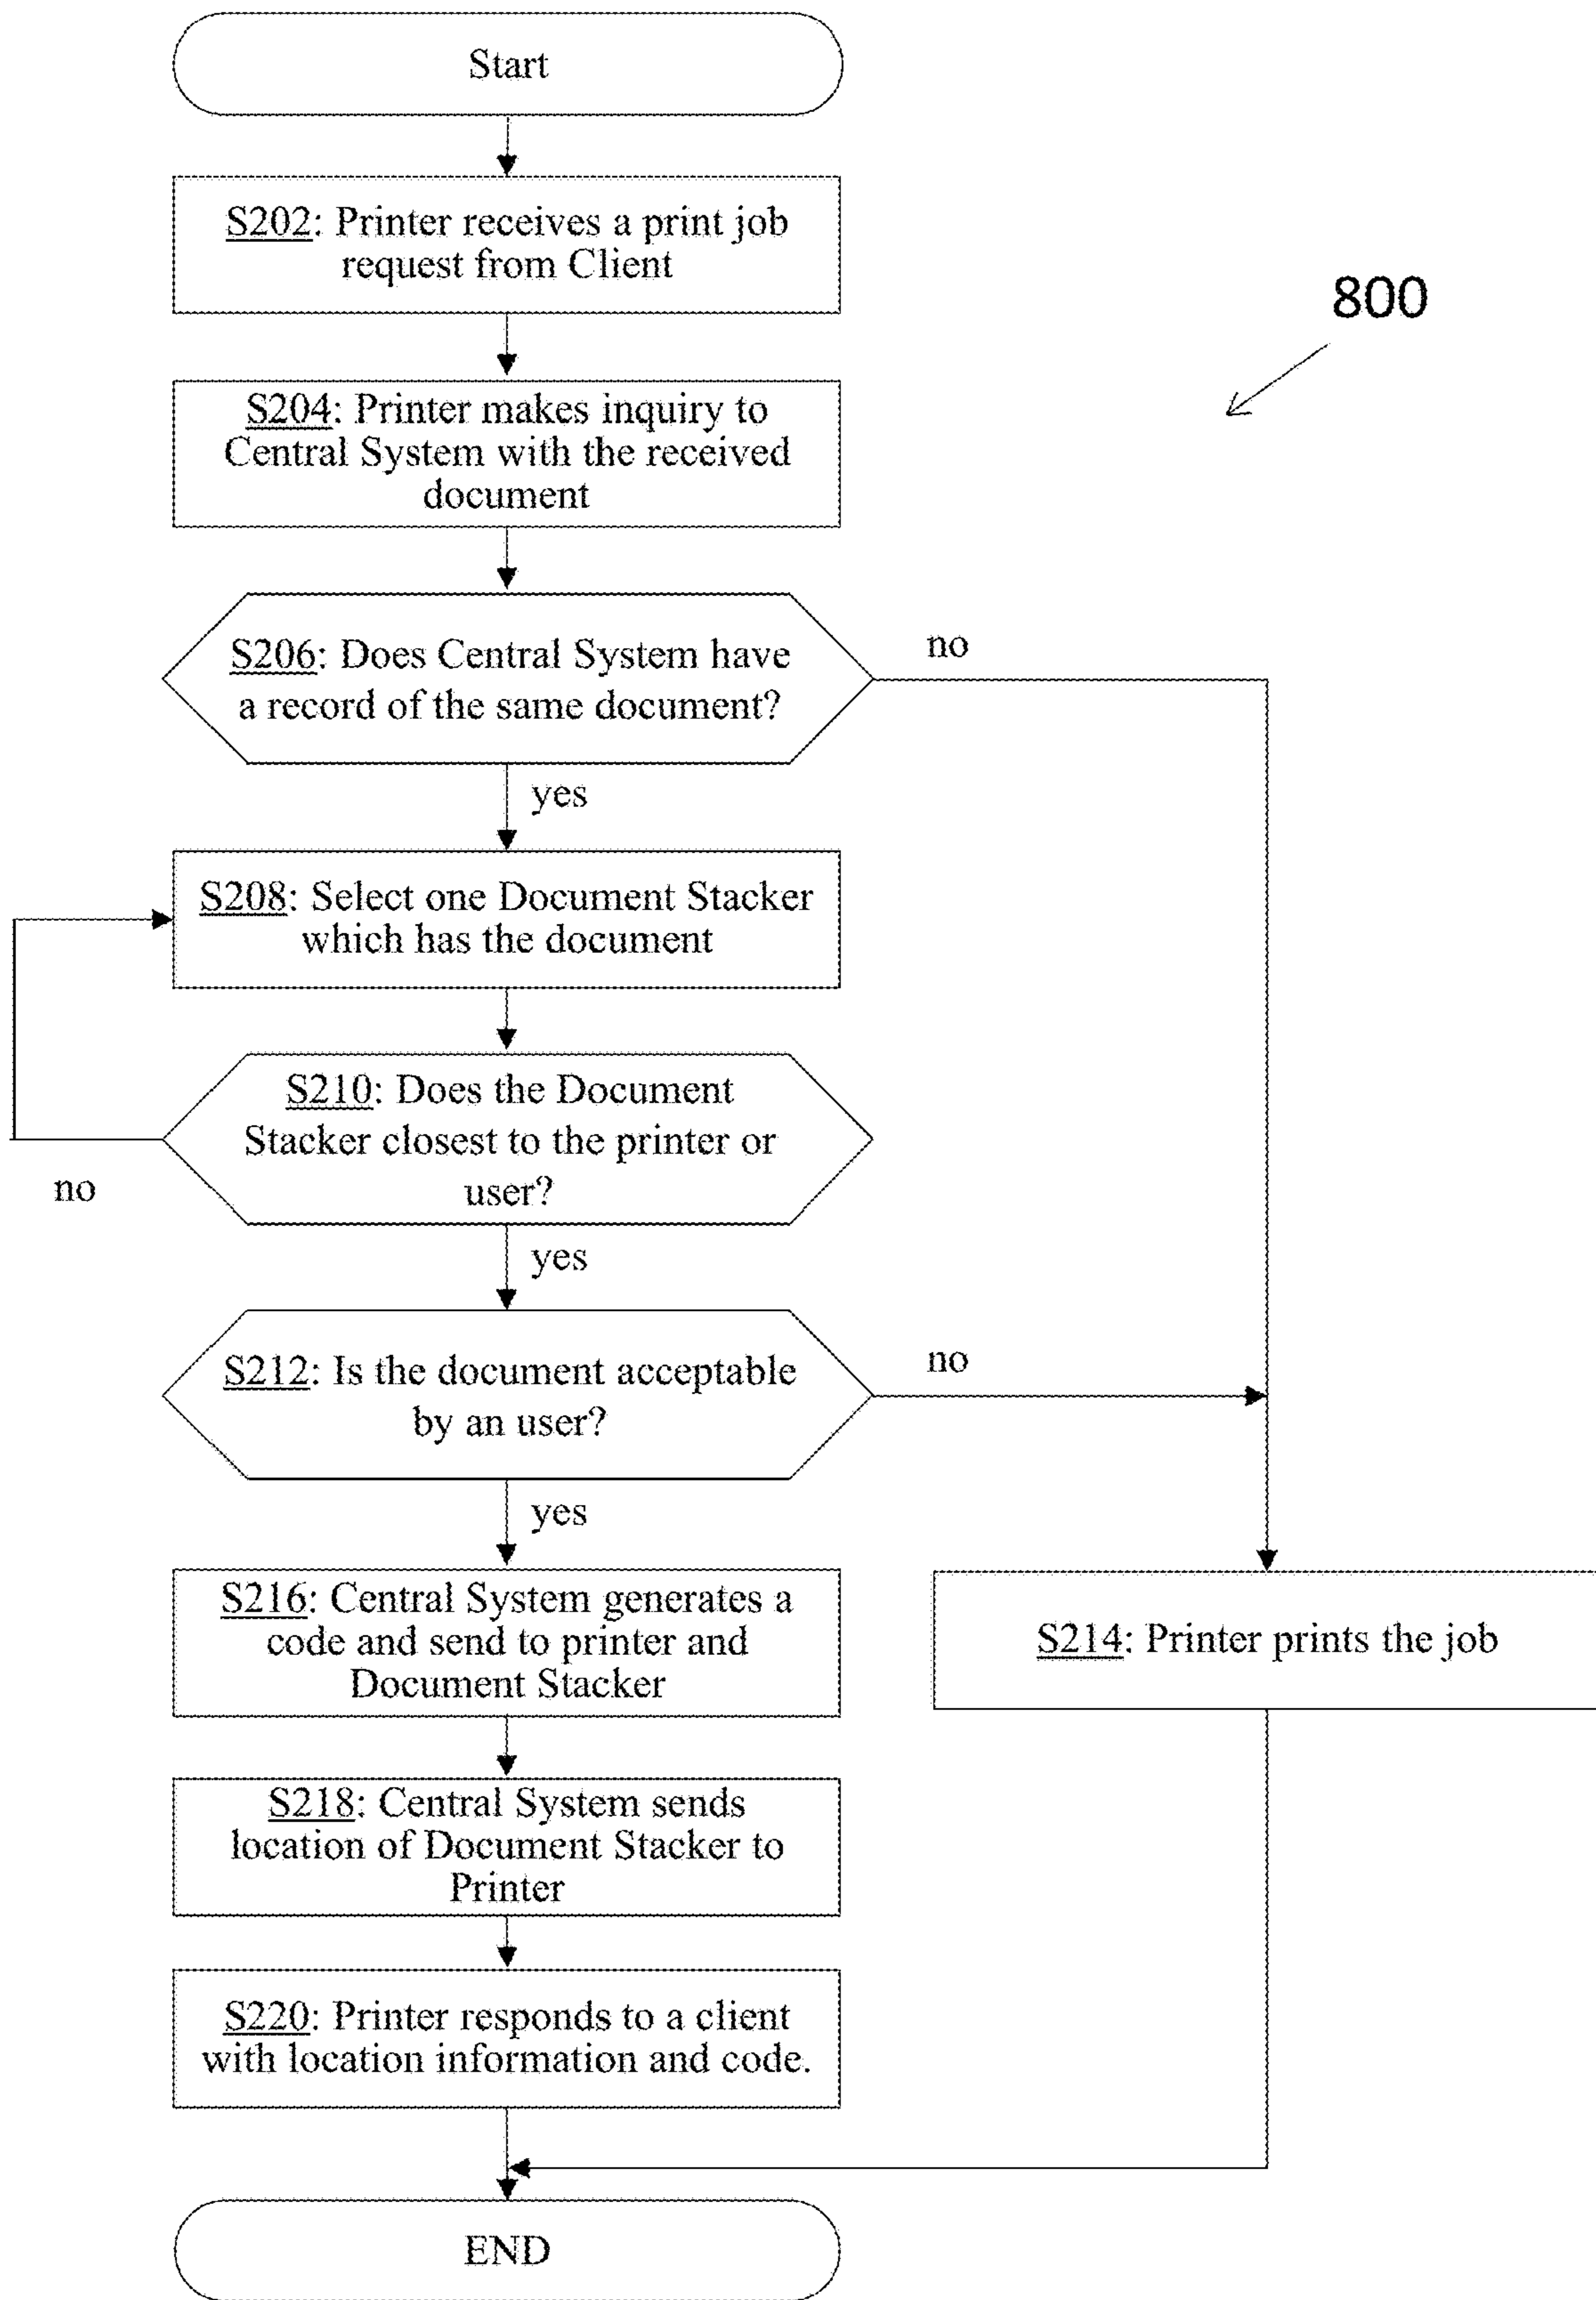 Start
S202: Printer receives a print job
request from Client
800
S204: Printer makes inquiry to
Central System with the received
document
S206: Does Central System have
a record of the same document?
no
yes
S208: Select one Document Stacker
which has the document
S210: Does the Document
Stacker closest to the printer or
user?
no
yes
S212: Is the document acceptable
by an user?
no
yes
S216: Central System generates a
code and send to printer and
Document Stacker
S214: Printer prints the job
S218: Central System sends
location of Document Stacker to
Printer
S220: Printer responds to a client
with location information and code.
END